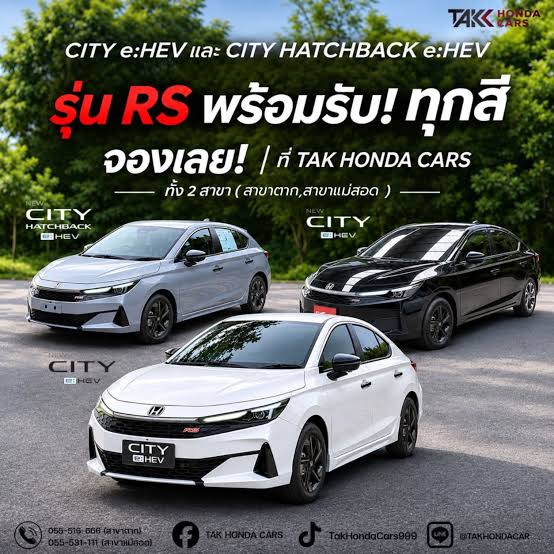 TAKK HONDA CARS
CITY e:HEV และ CITY HATCHBACK e:HEV
รุ่น RS พร้อมรับ! ทุกสี
จองเลย! | ที่ TAK HONDA CARS
ทั้ง 2 สาขา ( สาขาตาก,สาขาแม่สอด )
NEW
CITY
HATCHBACK
e:HEV
NEW
CITY
e:HEV
NEW
CITY
e:HEV
RS
CITY
e:HEV
055-516-666 (สาขาตาก)
055-531-111 (สาขาแม่สอด)
TAK HONDA CARS
TakHondaCars999
LINE
@TAKHONDACAR